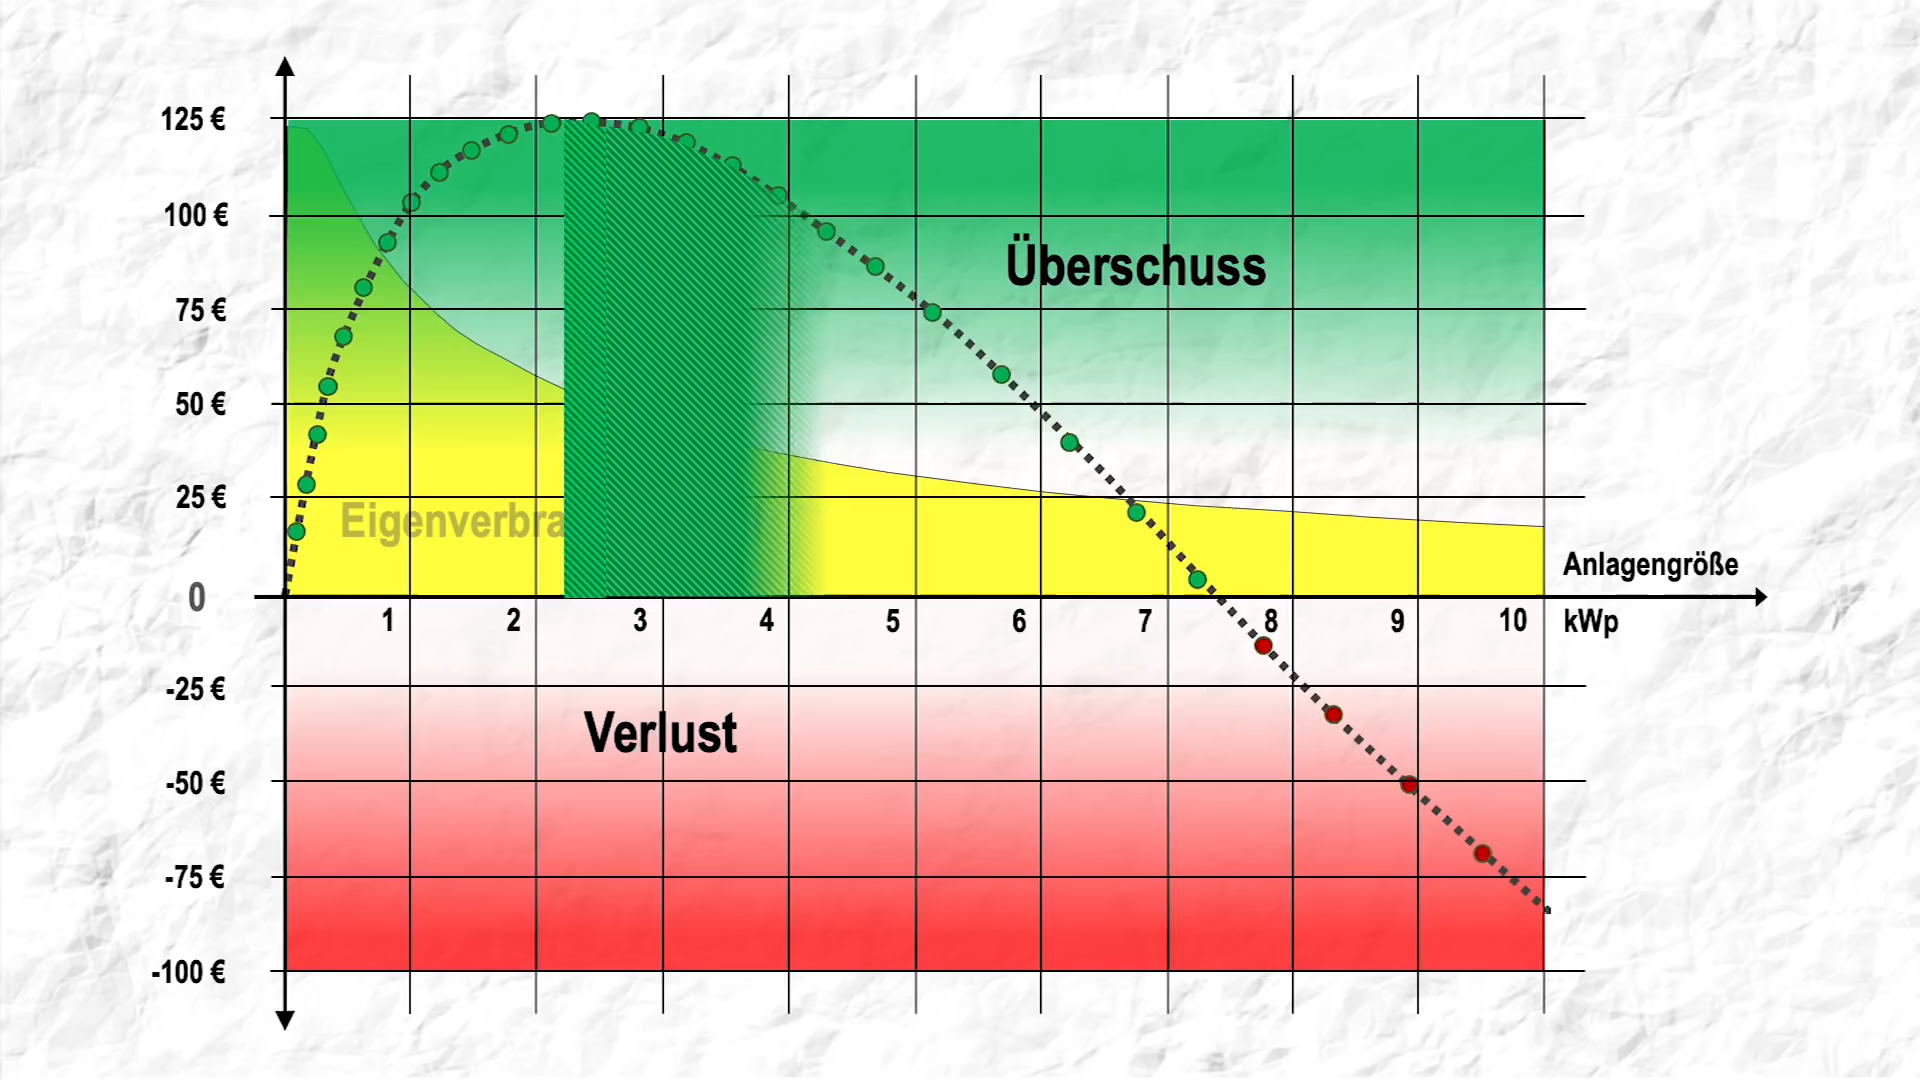 125 €
100 €
Überschuss
75 €
50 €
25 €
Eigenverbra
Anlagengröße
0
1 2 3 4 5 6 7 8 9 10 kWp
-25 €
Verlust
-50 €
-75 €
-100 €